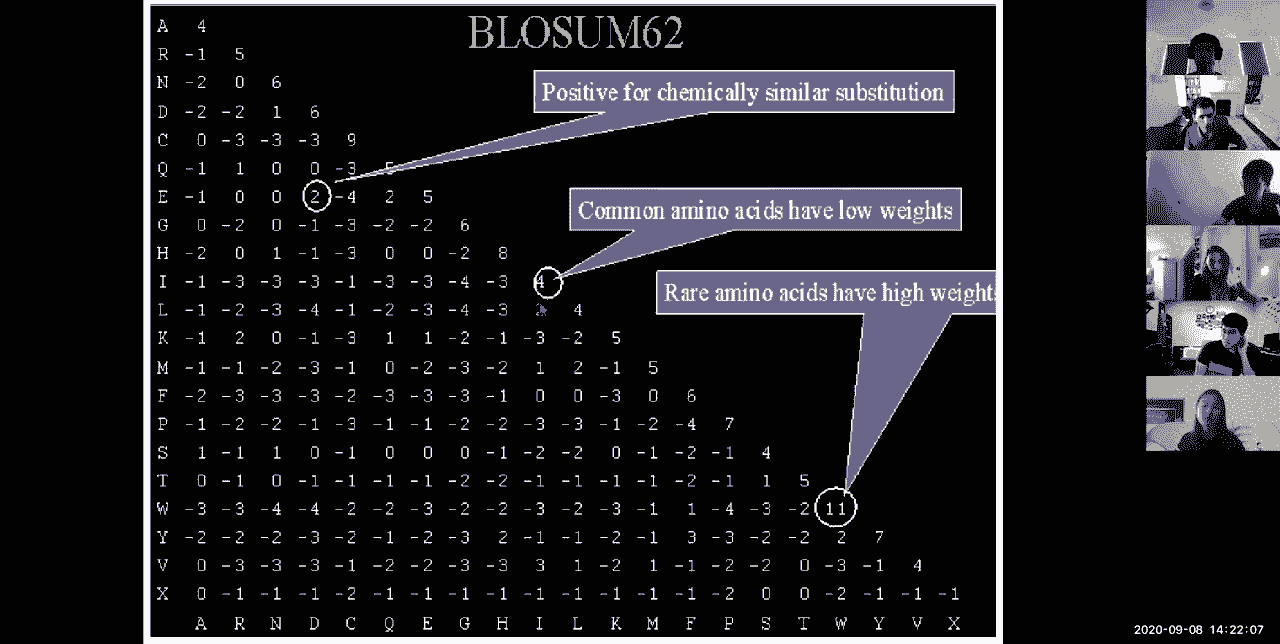 BLOSUM62
A 4
R -1 5
Positive for chemically similar substitution
N -2 0 6
D -2 -2 1 6
C 0 -3 -3 -3 9
Q -1 1 0 0 -3 5
E -1 0 0 2 -4 2 5
Common amino acids have low weights
G 0 -2 0 -1 -3 -2 -2 6
H -2 0 1 -1 -3 0 0 -2 8
I -1 -3 -3 -3 -1 -3 -3 -4 -3 4
Rare amino acids have high weights
L -1 -2 -3 -4 -1 -2 -3 -4 -3 2 4
K -1 2 0 -1 -3 1 1 -2 -1 -3 -2 5
M -1 -1 -2 -3 -1 0 -2 -3 -2 1 2 -1 5
F -2 -3 -3 -3 -2 -3 -3 -3 -1 0 0 -3 0 6
P -1 -2 -2 -1 -3 -1 -1 -2 -2 -3 -3 -1 -2 -4 7
S 1 -1 1 0 -1 0 0 0 -1 -2 -2 0 -1 -2 -1 4
T 0 -1 0 -1 -1 -1 -1 -2 -2 -1 -1 -1 -1 -2 -1 1 5
W -3 -3 -4 -4 -2 -2 -3 -2 -2 -3 -2 -3 -1 1 -4 -3 -2 11
Y -2 -2 -2 -3 -2 -1 -2 -3 2 -1 -1 -2 -1 3 -3 -2 -2 2 7
V 0 -3 -3 -3 -1 -2 -2 -3 -3 3 1 -2 1 -1 -2 -2 0 -3 -1 4
X 0 -1 -1 -1 -2 -1 -1 -1 -1 -1 -1 -1 -1 -1 -2 0 0 -2 -1 -1 -1
A R N D C Q E G H I L K M F P S T W Y V X
2020-09-08 14:22:07